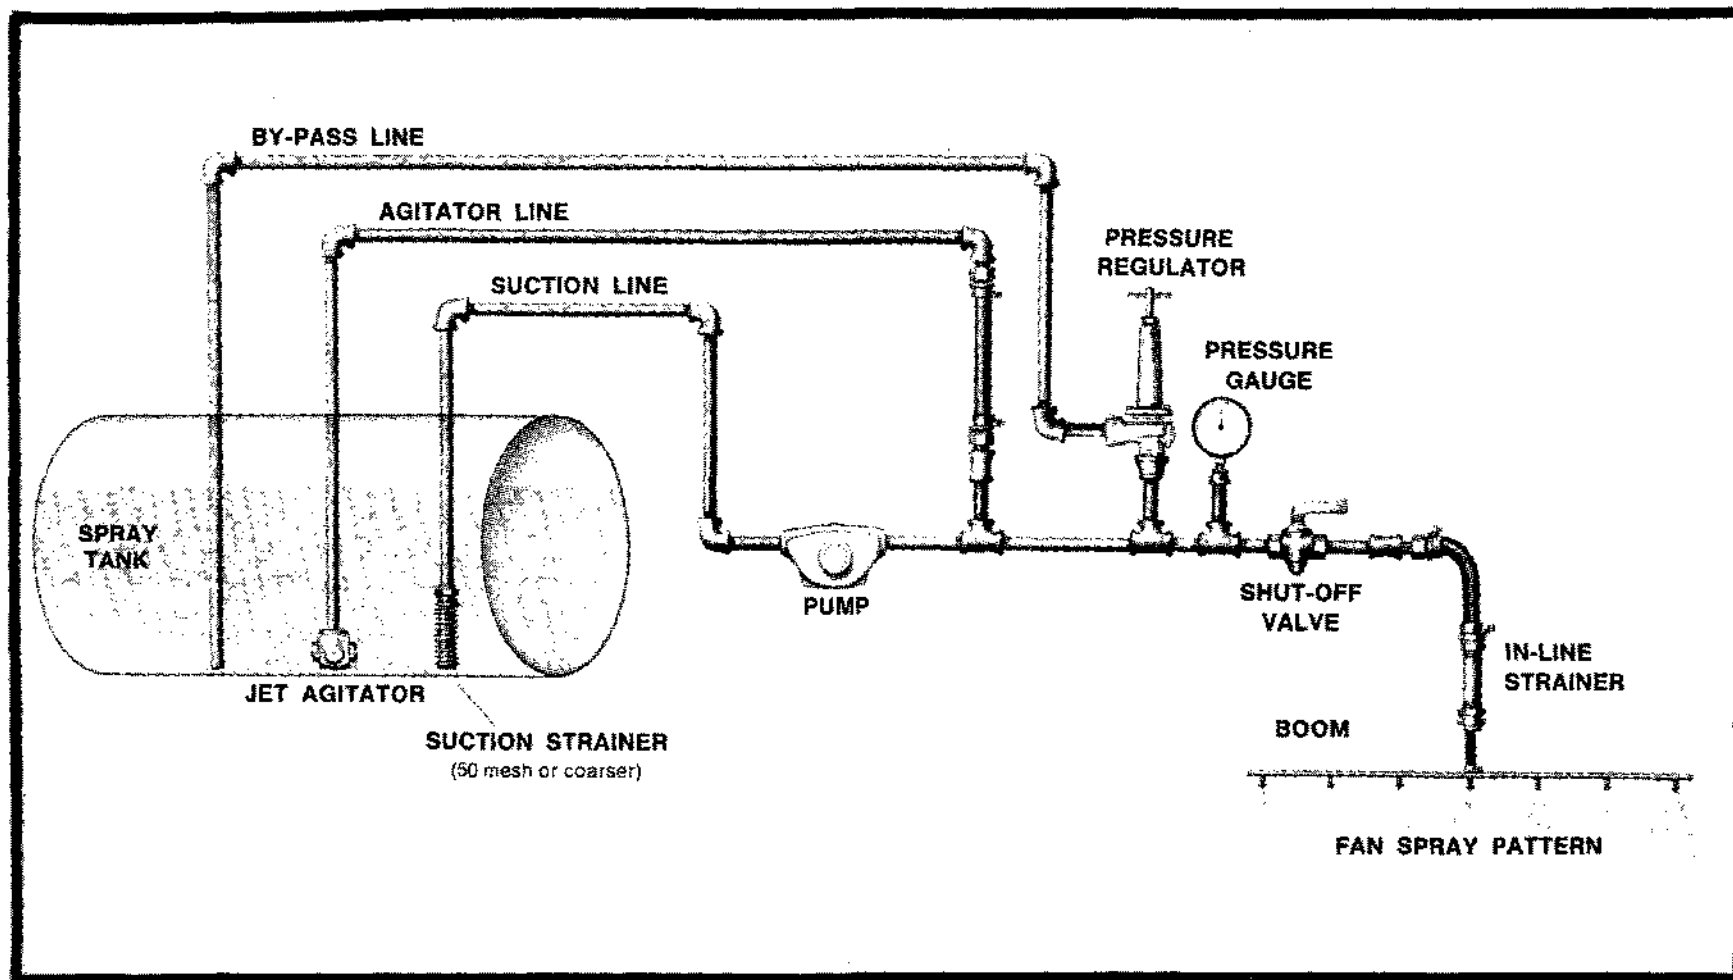 BY-PASS LINE
AGITATOR LINE
SUCTION LINE
PRESSURE
REGULATOR
PRESSURE
GAUGE
SPRAY
TANK
PUMP
SHUT-OFF
VALVE
IN-LINE
STRAINER
JET AGITATOR
SUCTION STRAINER
(50 mesh or coarser)
BOOM
FAN SPRAY PATTERN